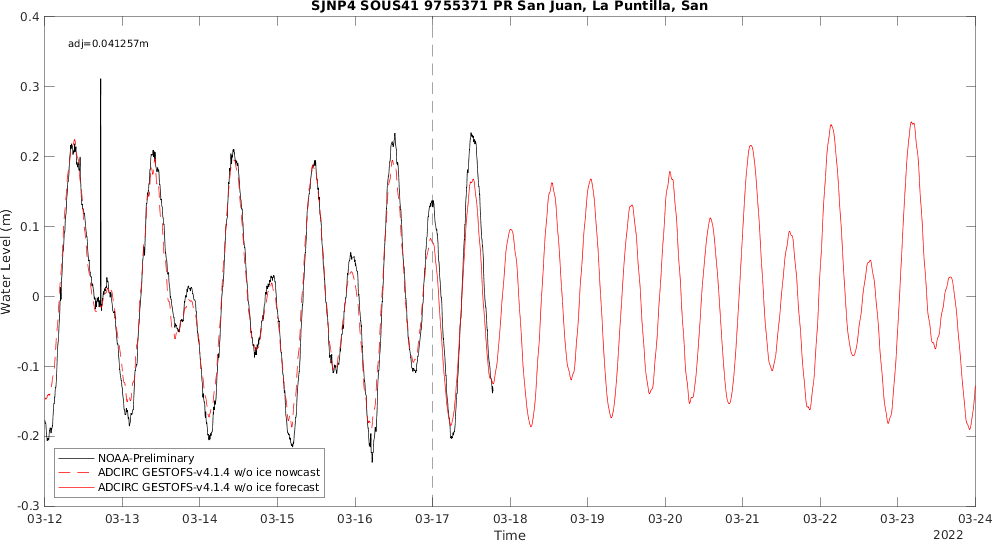 SJNP4 SOUS41 9755371 PR San Juan, La Puntilla, San
adj=0.041257m
Water Level (m)
0.4
0.3
0.2
0.1
0
-0.1
-0.2
-0.3
NOAA-Preliminary
ADCIRC GESTOFS-v4.1.4 w/o ice nowcast
ADCIRC GESTOFS-v4.1.4 w/o ice forecast
03-12 03-13 03-14 03-15 03-16 03-17 03-18 03-19 03-20 03-21 03-22 03-23 03-24
Time
2022